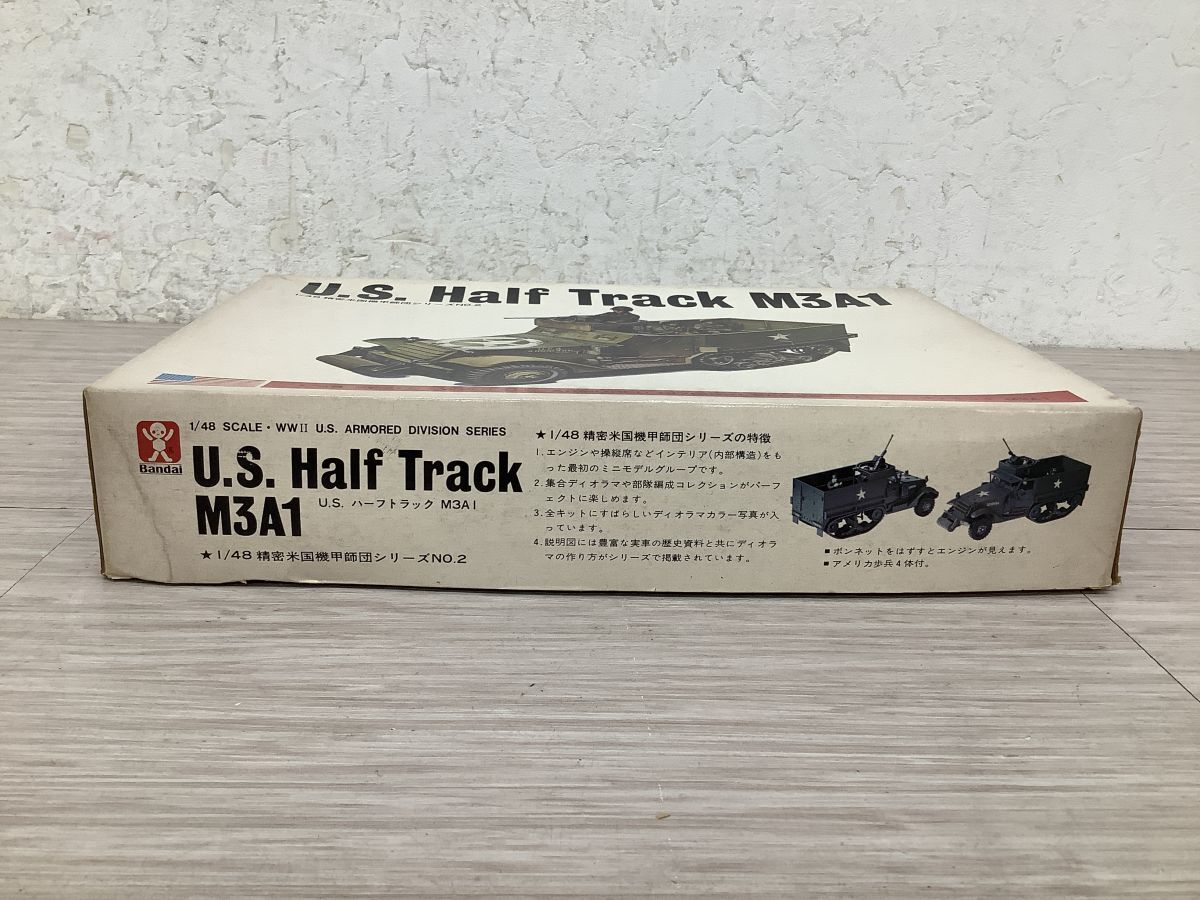 U.S. Half Track M3A1
1/48 SCALE・WWII U.S. ARMORED DIVISION SERIES
Bandai
U.S. Half Track
M3A1
U.S. ハーフトラック M3A1
★1/48 精密米国機甲師団シリーズNO.2
★1/48 精密米国機甲師団シリーズの特徴
1. エンジンや操縦席などインテリア(内部構造)をも
った最初のミニモデルグループです。
2. 集合ディオラマや部隊編成コレクションがパーフ
ェクトに楽しめます。
3. 全キットにすばらしいディオラマカラー写真が入
っています。
4. 説明図には豊富な実車の歴史資料と共にディオラ
マの作り方がシリーズで掲載されています。
■ボンネットをはずすとエンジンが見えます。
■アメリカ歩兵4体付。